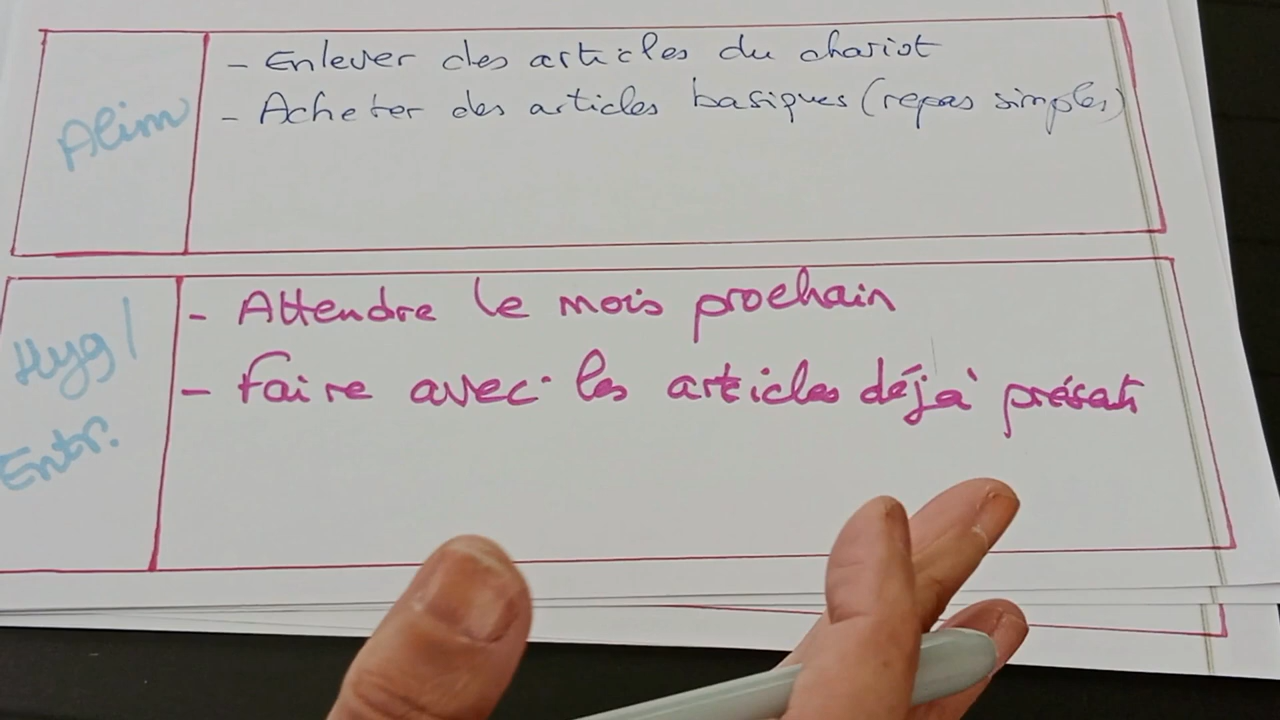 Alim
- Enlever des articles du chariot
- Acheter des articles basiques (repas simples)
Hyg/
Entr.
- Attendre le mois prochain
- Faire avec les articles déjà présents